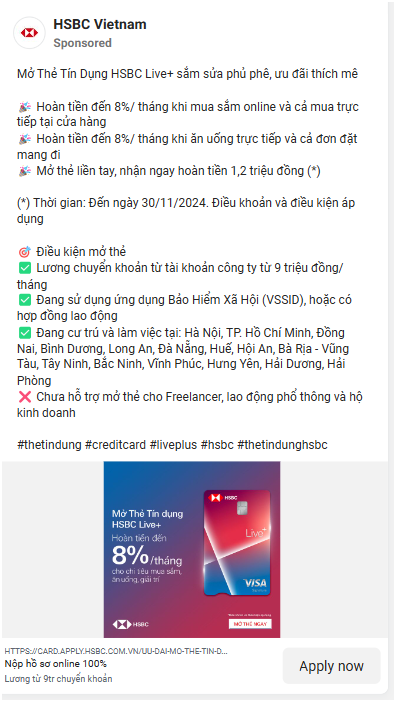 HSBC Vietnam
Sponsored
Mở Thẻ Tín Dụng HSBC Live+ sắm sửa phủ phê, ưu đãi thích mê
🎉 Hoàn tiền đến 8%/ tháng khi mua sắm online và cả mua trực
tiếp tại cửa hàng
🎉 Hoàn tiền đến 8%/ tháng khi ăn uống trực tiếp và cả đơn đặt
mang đi
🎉 Mở thẻ liền tay, nhận ngay hoàn tiền 1,2 triệu đồng (*)
(*) Thời gian: Đến ngày 30/11/2024. Điều khoản và điều kiện áp
dụng
🎯 Điều kiện mở thẻ
✅ Lương chuyển khoản từ tài khoản công ty từ 9 triệu đồng/
tháng
✅ Đang sử dụng ứng dụng Bảo Hiểm Xã Hội (VSSID), hoặc có
hợp đồng lao động
✅ Đang cư trú và làm việc tại: Hà Nội, TP. Hồ Chí Minh, Đồng
Nai, Bình Dương, Long An, Đà Nẵng, Huế, Hội An, Bà Rịa - Vũng
Tàu, Tây Ninh, Bắc Ninh, Vĩnh Phúc, Hưng Yên, Hải Dương, Hải
Phòng
❌ Chưa hỗ trợ mở thẻ cho Freelancer, lao động phổ thông và hộ
kinh doanh
#thetindung #creditcard #liveplus #hsbc #thetindunghsbc
Mở Thẻ Tín dụng
HSBC Live+
Hoàn tiền đến
8%/tháng
cho chi tiêu mua sắm,
ăn uống, giải trí
HSBC
Live+
VISA
HSBC
MỞ THẺ NGAY
HTTPS://CARD.APPLY.HSBC.COM.VN/UU-DAI-MO-THE-TIN-D...
Nộp hồ sơ online 100%
Lương từ 9tr chuyển khoản
Apply now